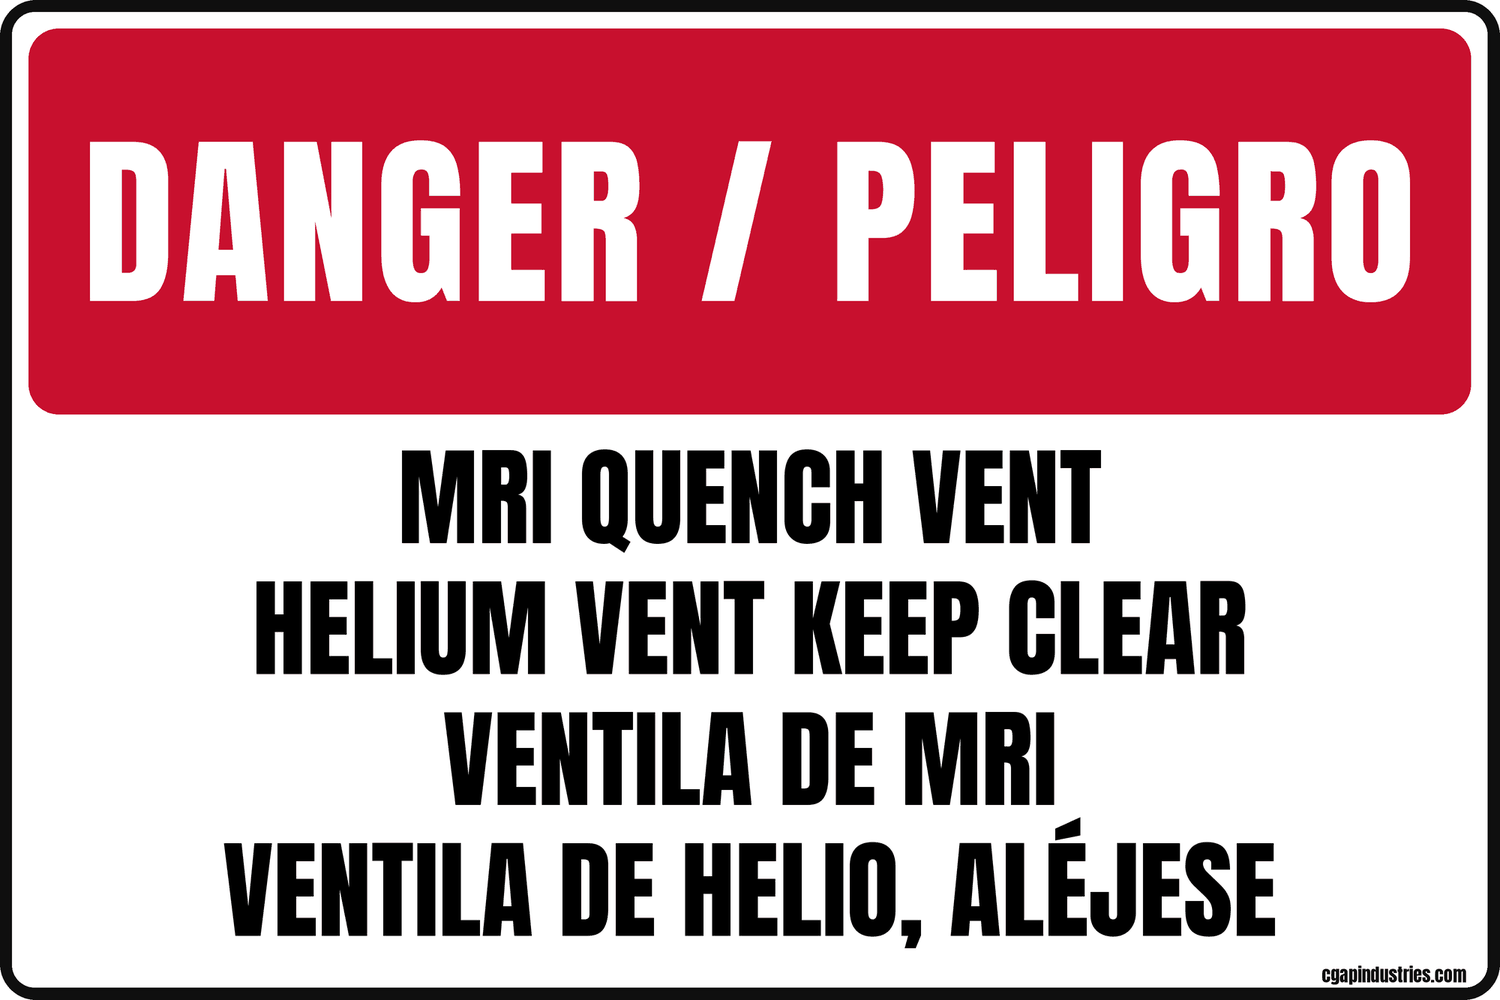 DANGER / PELIGRO
MRI QUENCH VENT
HELIUM VENT KEEP CLEAR
VENTILA DE MRI
VENTILA DE HELIO, ALÉJESE
cgapindustries.com